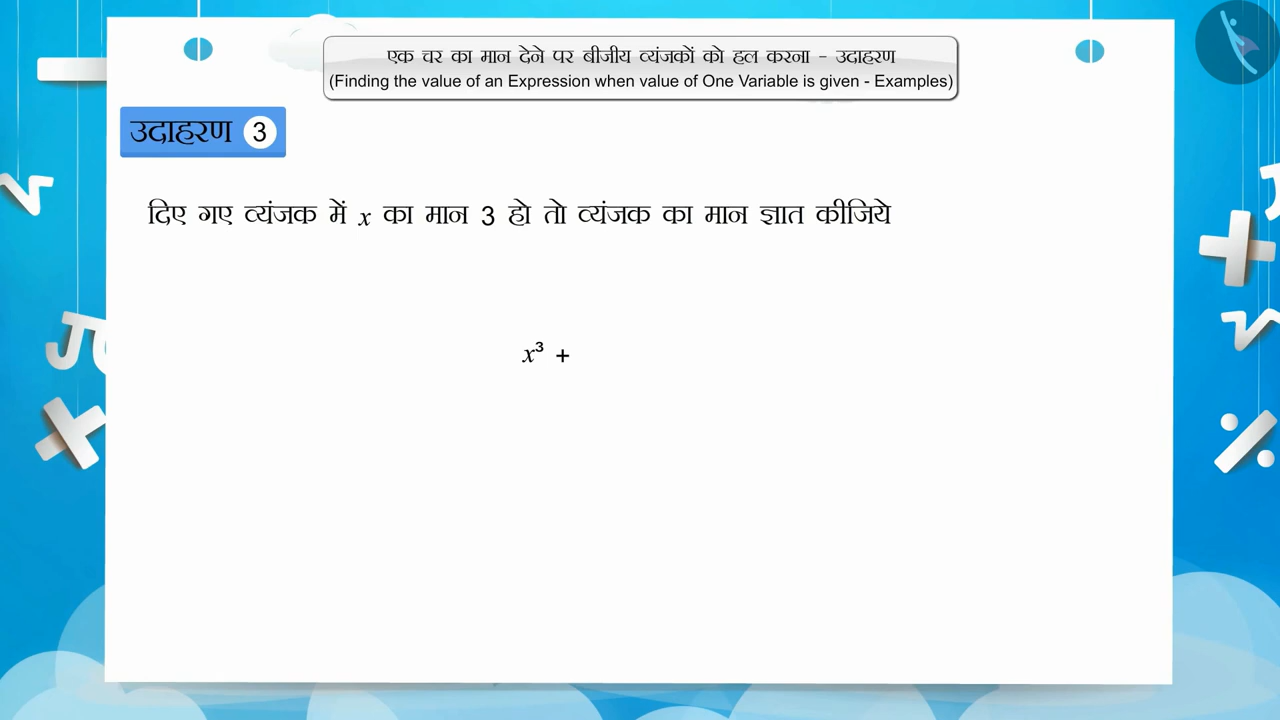 एक चर का मान देने पर बीजीय व्यंजकों को हल करना - उदाहरण
(Finding the value of an Expression when value of One Variable is given - Examples)
उदाहरण 3
दिए गए व्यंजक में x का मान 3 हो तो व्यंजक का मान ज्ञात कीजिये
x³ +